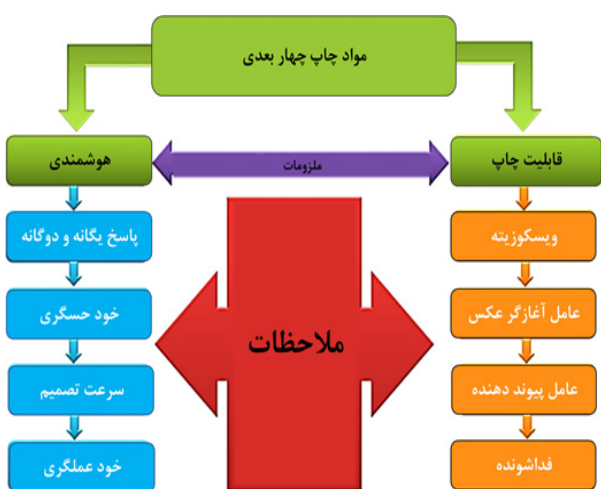 مواد چاپ چهار بعدی
قابلیت چاپ
ملزومات
هوشمندی
ویسکوزیته
پاسخ یگانه و دوگانه
عامل آغازگر عکس
خود حسگری
ملاحظات
عامل پیوند دهنده
سرعت تصمیم
فداشونده
خود عملگری